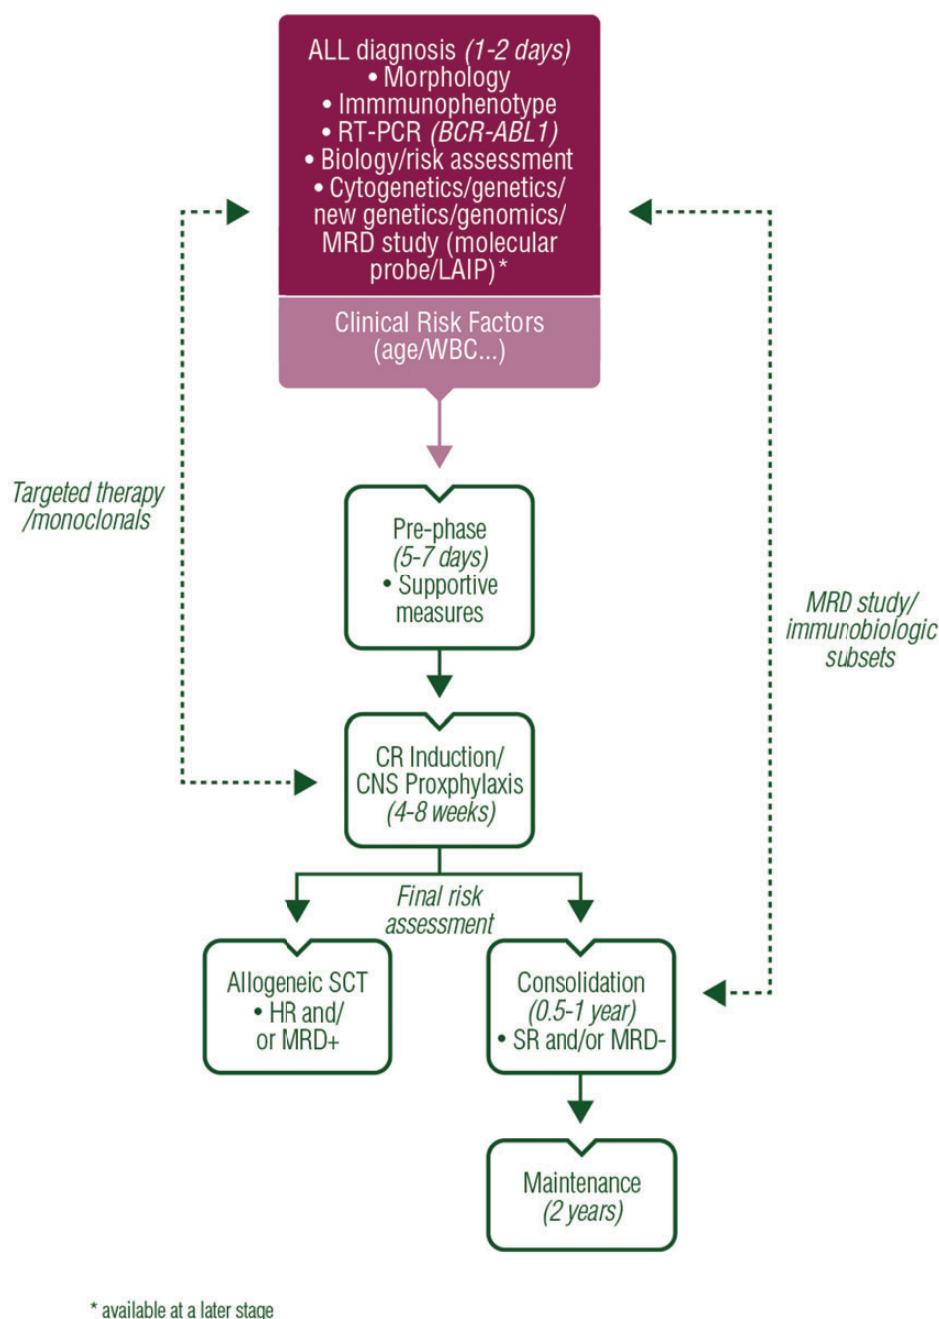 ALL diagnosis (1-2 days)
• Morphology
• Immmunophenotype
• RT-PCR (BCR-ABL1)
• Biology/risk assessment
• Cytogenetics/genetics/
new genetics/genomics/
MRD study (molecular
probe/LAIP)*
Clinical Risk Factors
(age/WBC...)
Targeted therapy
/monoclonals
Pre-phase
(5-7 days)
• Supportive
measures
MRD study/
immunobiologic
subsets
CR Induction/
CNS Proxphylaxis
(4-8 weeks)
Final risk
assessment
Allogeneic SCT
• HR and/
or MRD+
Consolidation
(0.5-1 year)
• SR and/or MRD-
Maintenance
(2 years)
* available at a later stage